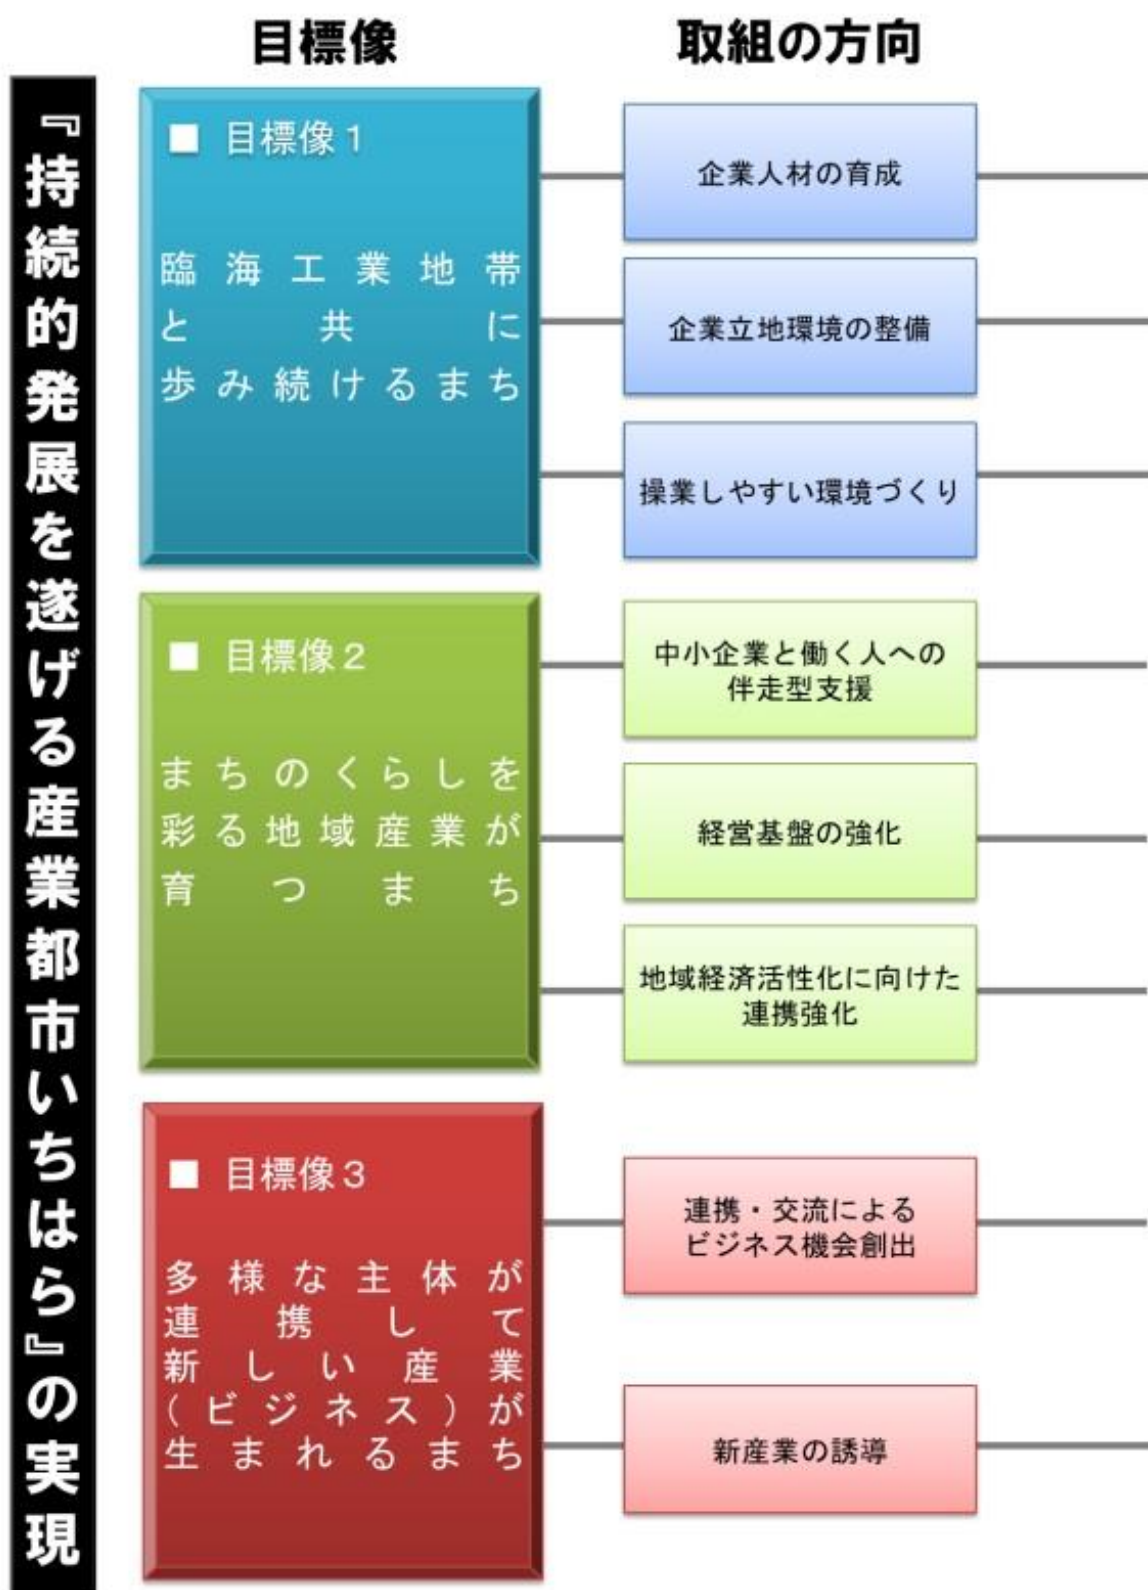 目標像
取組の方向
『持続的発展を遂げる産業都市いちはら』の実現
■ 目標像１
臨海工業地帯
と共に
歩み続けるまち
企業人材の育成
企業立地環境の整備
操業しやすい環境づくり
■ 目標像２
まちのくらしを
彩る地域産業が
育つまち
中小企業と働く人への
伴走型支援
経営基盤の強化
地域経済活性化に向けた
連携強化
■ 目標像３
多様な主体が
連携して
新しい産業
（ビジネス）が
生まれるまち
連携・交流による
ビジネス機会創出
新産業の誘導